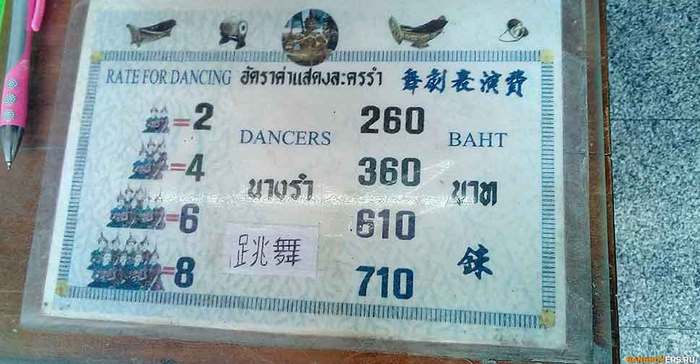 RATE FOR DANCING อัตราค่าแสดงละครรำ 舞劇表演費
=2 260
DANCERS BAHT
=4 360
นางรำ บาท
=6 610
跳舞 銖
=8 710